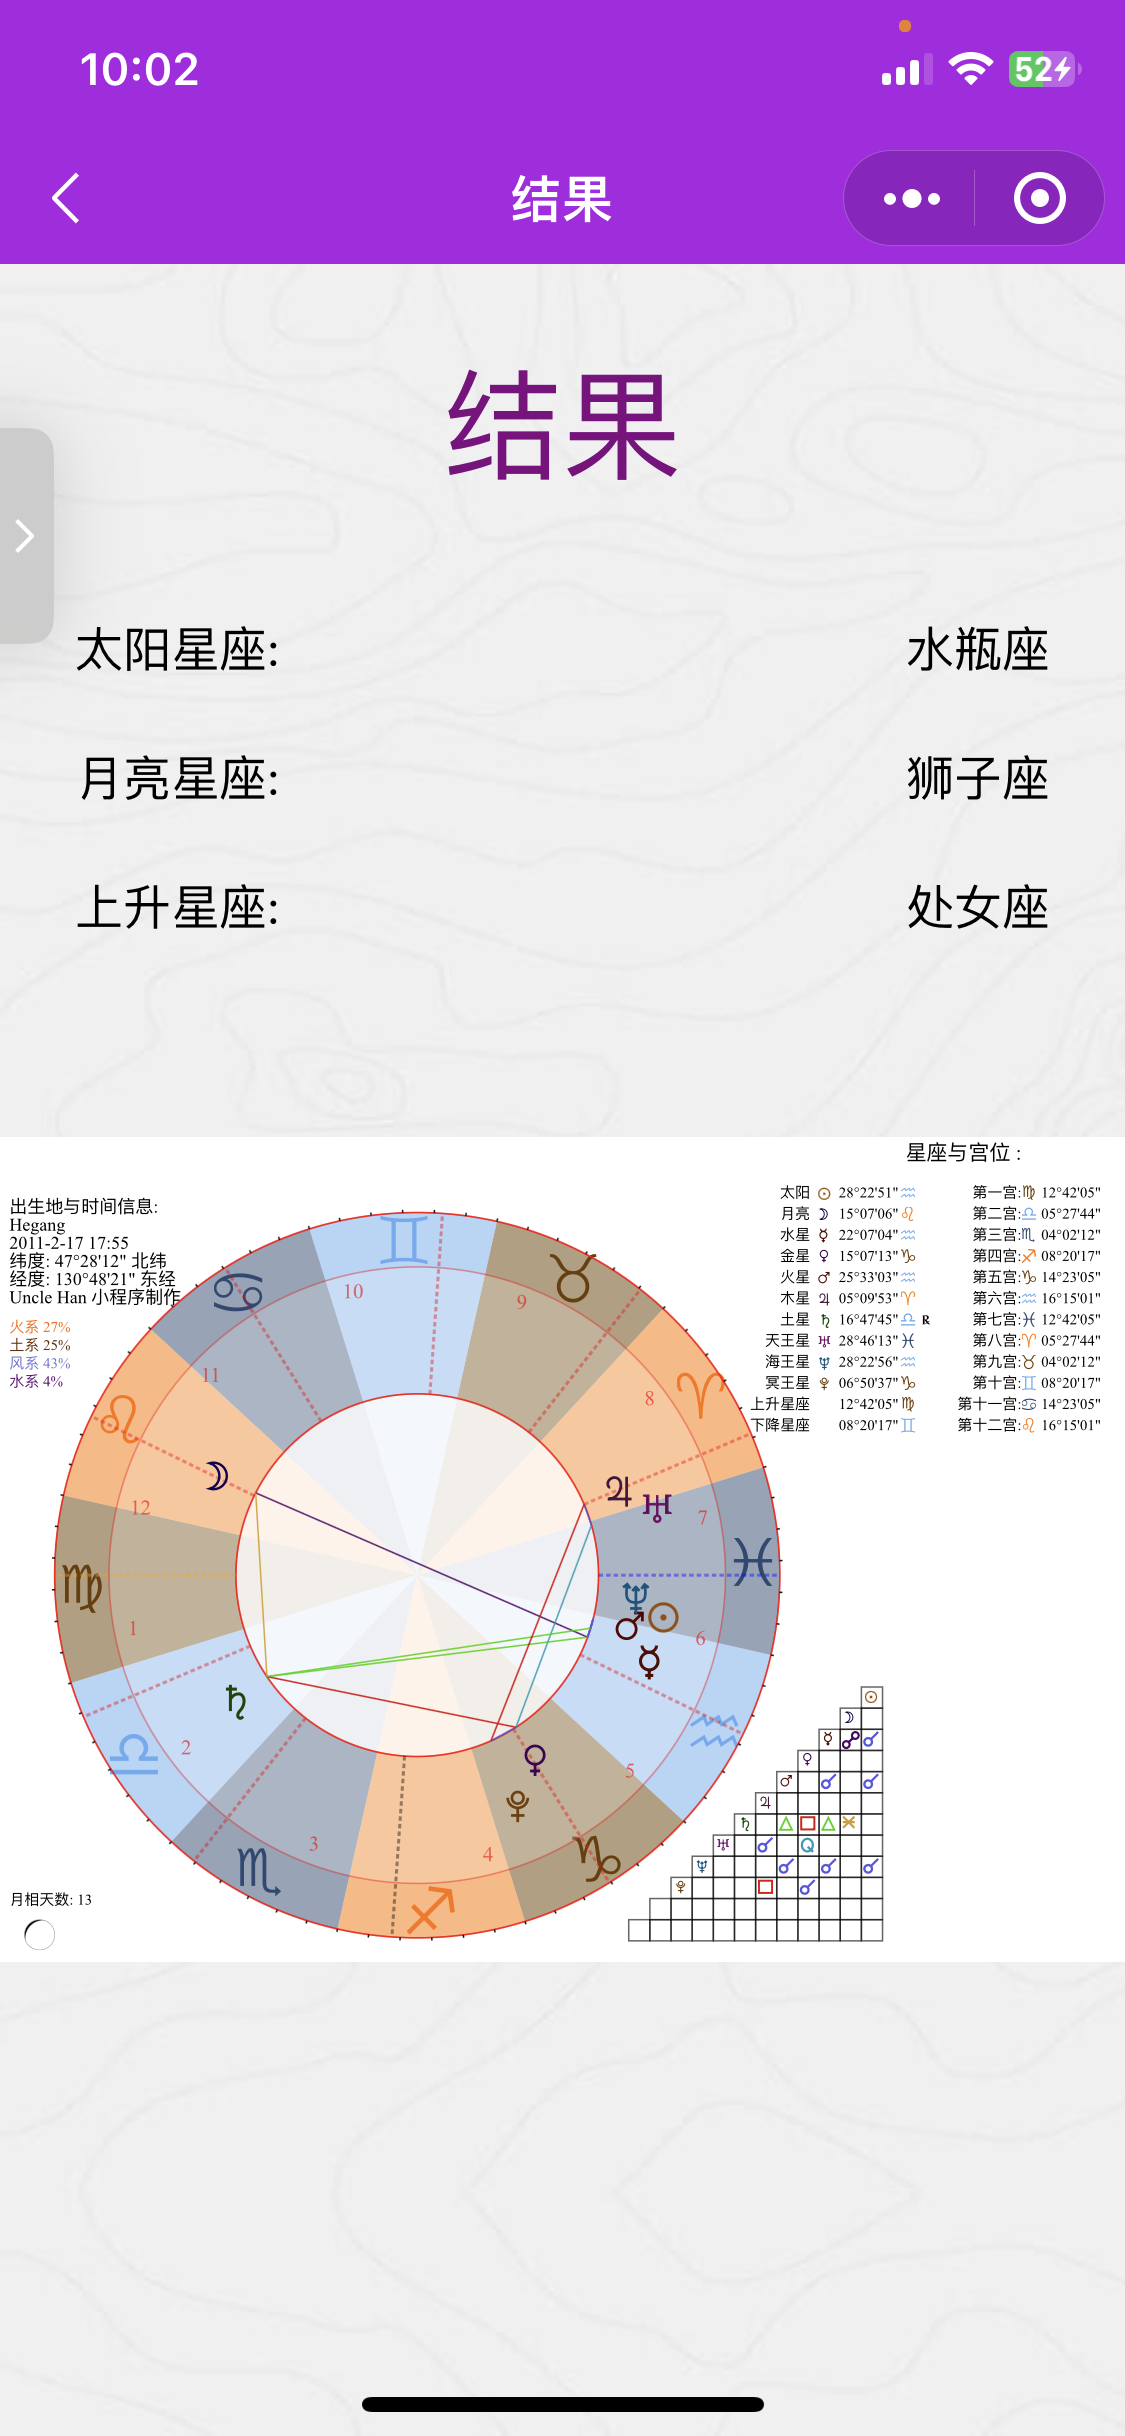 10:02
52
结果
结果
太阳星座: 水瓶座
月亮星座: 狮子座
上升星座: 处女座
星座与宫位 :
出生地与时间信息:
Hegang
2011-2-17 17:55
纬度: 47°28'12" 北纬
经度: 130°48'21" 东经
Uncle Han 小程序制作
火系 27%
土系 25%
风系 43%
水系 4%
太阳 ☉ 28°22'51" ♒ 第一宫:♍ 12°42'05"
月亮 ☽ 15°07'06" ♌ 第二宫:♎ 05°27'44"
水星 ☿ 22°07'04" ♒ 第三宫:♏ 04°02'12"
金星 ♀ 15°07'13" ♑ 第四宫:♐ 08°20'17"
火星 ♂ 25°33'03" ♒ 第五宫:♑ 14°23'05"
木星 ♃ 05°09'53" ♈ 第六宫:♒ 16°15'01"
土星 ♄ 16°47'45" ♎ R 第七宫:♓ 12°42'05"
天王星 ♅ 28°46'13" ♓ 第八宫:♈ 05°27'44"
海王星 ♆ 28°22'56" ♒ 第九宫:♉ 04°02'12"
冥王星 ♇ 06°50'37" ♑ 第十宫:♊ 08°20'17"
上升星座 12°42'05" ♍ 第十一宫:♋ 14°23'05"
下降星座 08°20'17" ♊ 第十二宫:♌ 16°15'01"
10
9
11
8
12
7
1
6
2
5
3
4
Q
月相天数: 13